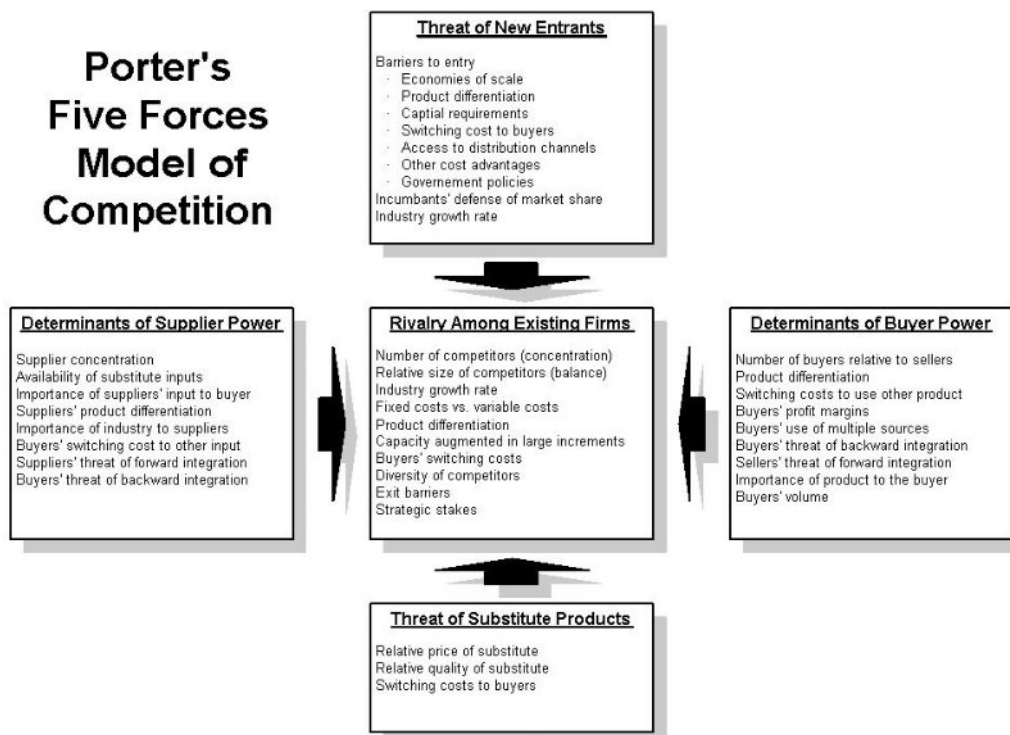 Porter's
Five Forces
Model of
Competition
Threat of New Entrants
Barriers to entry
· Economies of scale
· Product differentiation
· Captial requirements
· Switching cost to buyers
· Access to distribution channels
· Other cost advantages
· Governement policies
Incumbants' defense of market share
Industry growth rate
Determinants of Supplier Power
Supplier concentration
Availability of substitute inputs
Importance of suppliers' input to buyer
Suppliers' product differentiation
Importance of industry to suppliers
Buyers' switching cost to other input
Suppliers' threat of forward integration
Buyers' threat of backward integration
Rivalry Among Existing Firms
Number of competitors (concentration)
Relative size of competitors (balance)
Industry growth rate
Fixed costs vs. variable costs
Product differentiation
Capacity augmented in large increments
Buyers' switching costs
Diversity of competitors
Exit barriers
Strategic stakes
Determinants of Buyer Power
Number of buyers relative to sellers
Product differentiation
Switching costs to use other product
Buyers' profit margins
Buyers' use of multiple sources
Buyers' threat of backward integration
Sellers' threat of forward integration
Importance of product to the buyer
Buyers' volume
Threat of Substitute Products
Relative price of substitute
Relative quality of substitute
Switching costs to buyers